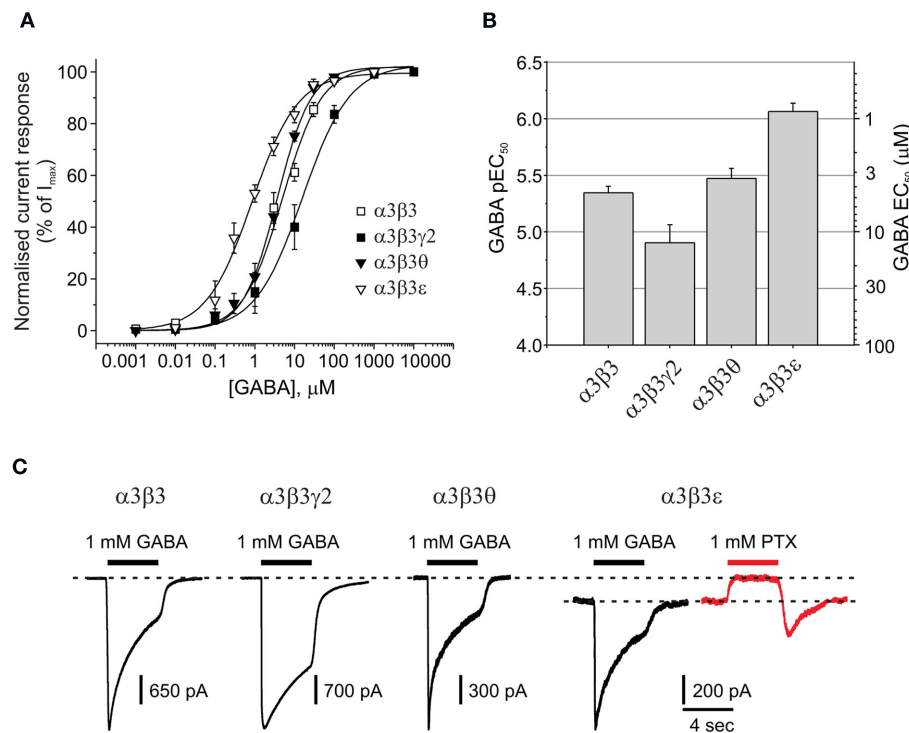 A
Normalised current response
(% of Imax)
100
80
60
40
20
0
α3β3
α3β3γ2
α3β3θ
α3β3ε
0.001 0.01 0.1 1 10 100 1000 10000
[GABA], μM
B
GABA pEC50
6.5
6.0
5.5
5.0
4.5
4.0
1
3
10
30
100
GABA EC50 (μM)
α3β3
α3β3γ2
α3β3θ
α3β3ε
C
α3β3 α3β3γ2 α3β3θ α3β3ε
1 mM GABA 1 mM GABA 1 mM GABA 1 mM GABA 1 mM PTX
650 pA 700 pA 300 pA 200 pA
4 sec